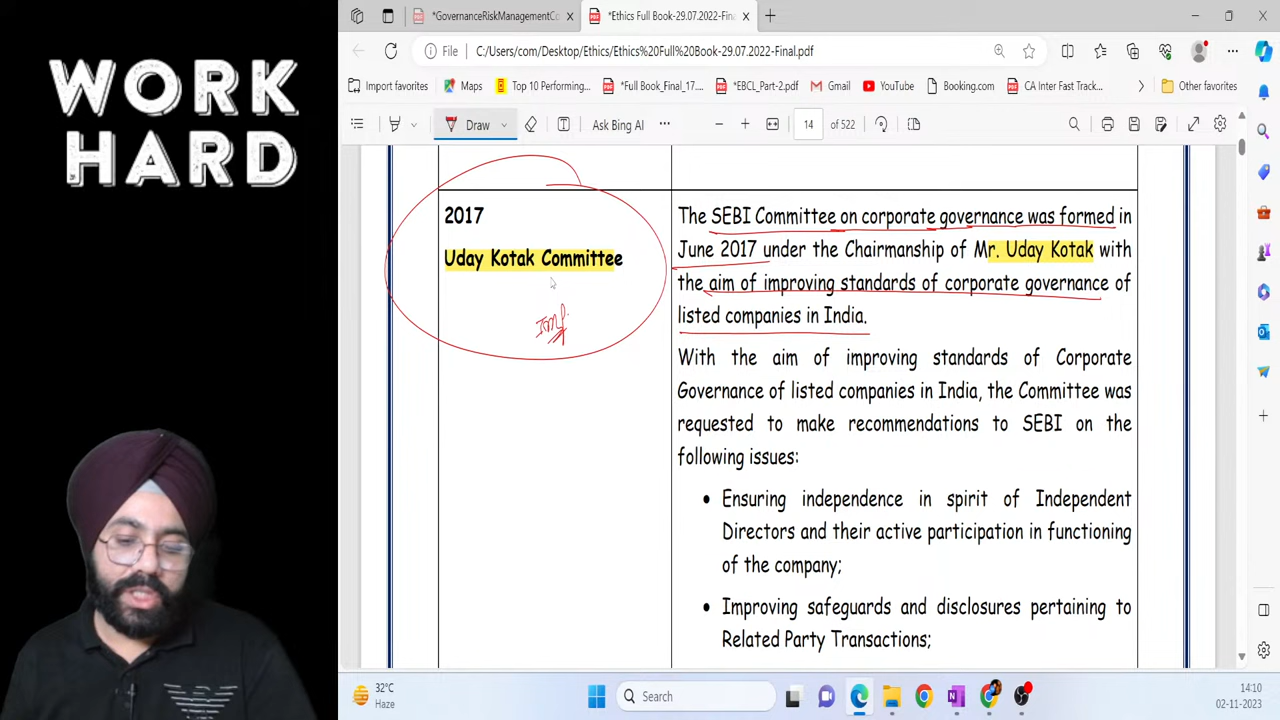 WORK
HARD
*GovernanceRiskManagementCo
*Ethics Full Book-29.07.2022-Final.
File
C:/Users/com/Desktop/Ethics/Ethics%20Full%20Book-29.07.2022-Final.pdf
Import favorites
Maps
Top 10 Performing...
*Full Book_Final_17...
*EBCL_Part-2.pdf
Gmail
YouTube
Booking.com
CA Inter Fast Track...
Other favorites
Draw
Ask Bing AI
14 of 522
2017
Uday Kotak Committee
Imp.
The SEBI Committee on corporate governance was formed in
June 2017 under the Chairmanship of Mr. Uday Kotak with
the aim of improving standards of corporate governance of
listed companies in India.
With the aim of improving standards of Corporate
Governance of listed companies in India, the Committee was
requested to make recommendations to SEBI on the
following issues:
• Ensuring independence in spirit of Independent
Directors and their active participation in functioning
of the company;
• Improving safeguards and disclosures pertaining to
Related Party Transactions;
32°C
Haze
Search
14:10
02-11-2023